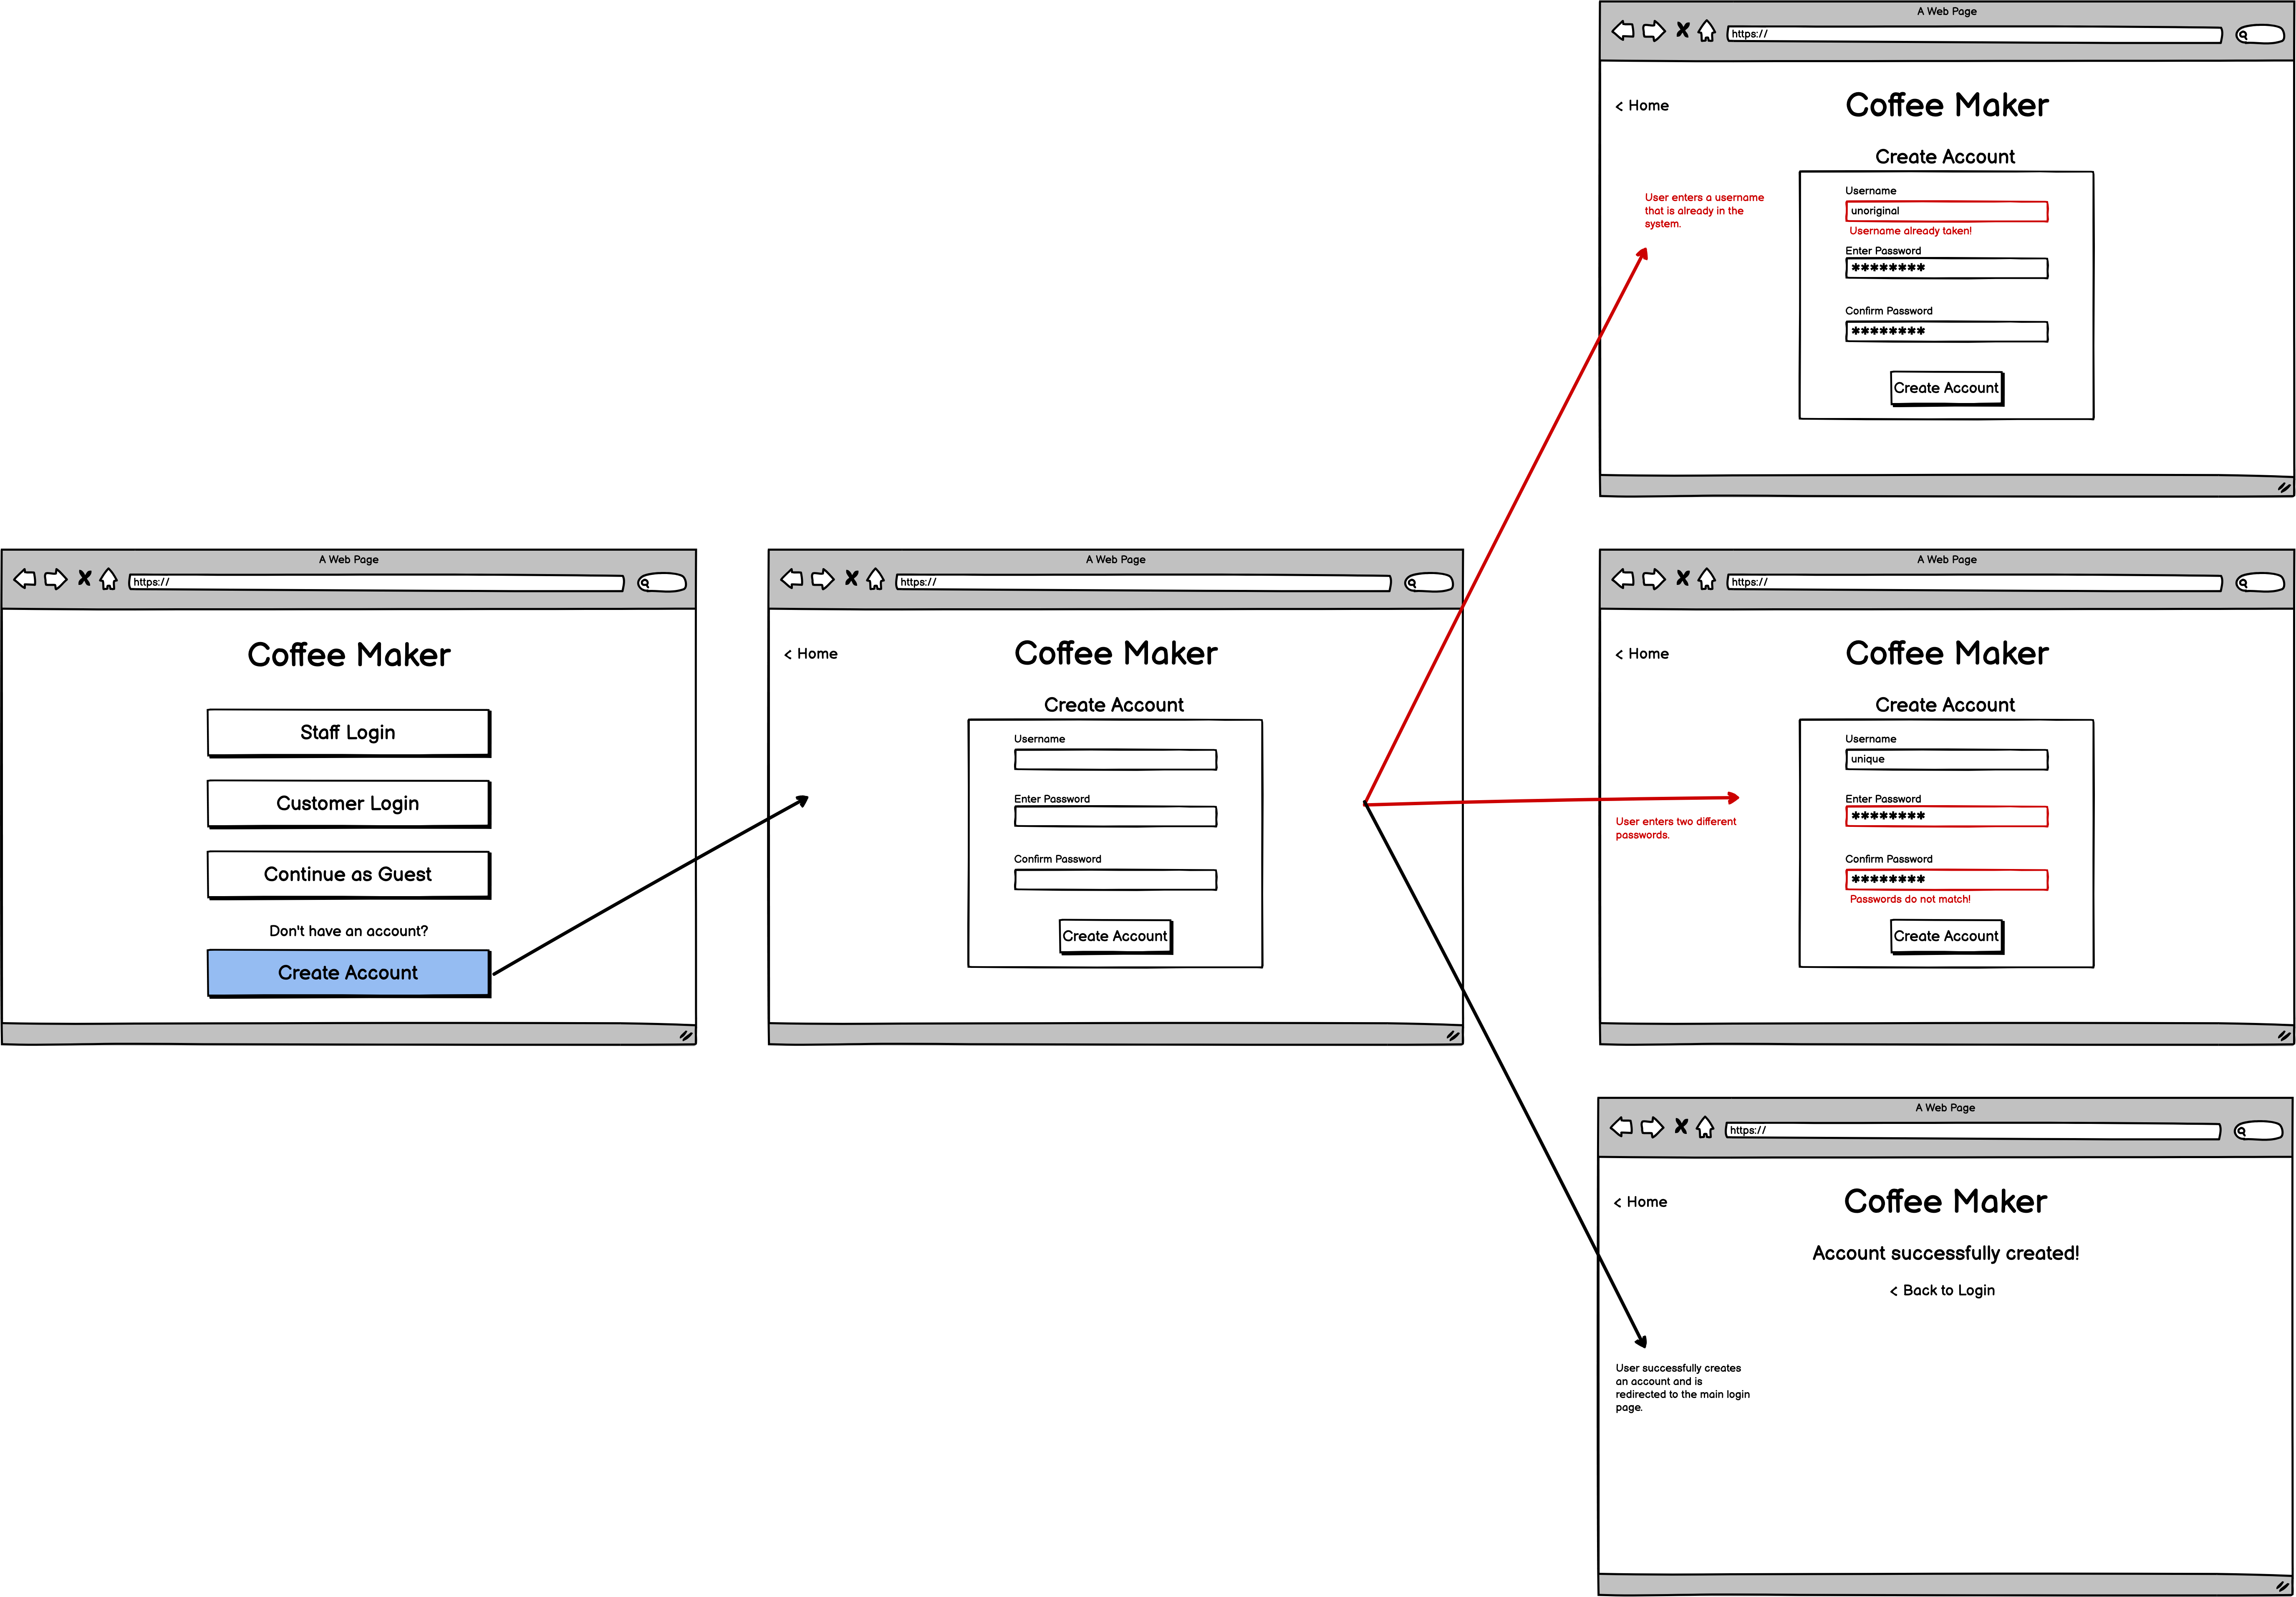 A Web Page
https://
< Home
Coffee Maker
Create Account
Username
unoriginal
Username already taken!
Enter Password
********
Confirm Password
********
Create Account
User enters a username
that is already in the
system.
A Web Page
https://
Coffee Maker
Staff Login
Customer Login
Continue as Guest
Don't have an account?
Create Account
A Web Page
https://
< Home
Coffee Maker
Create Account
Username
Enter Password
Confirm Password
Create Account
A Web Page
https://
< Home
Coffee Maker
Create Account
Username
unique
Enter Password
********
Confirm Password
********
Passwords do not match!
Create Account
User enters two different
passwords.
A Web Page
https://
< Home
Coffee Maker
Account successfully created!
< Back to Login
User successfully creates
an account and is
redirected to the main login
page.